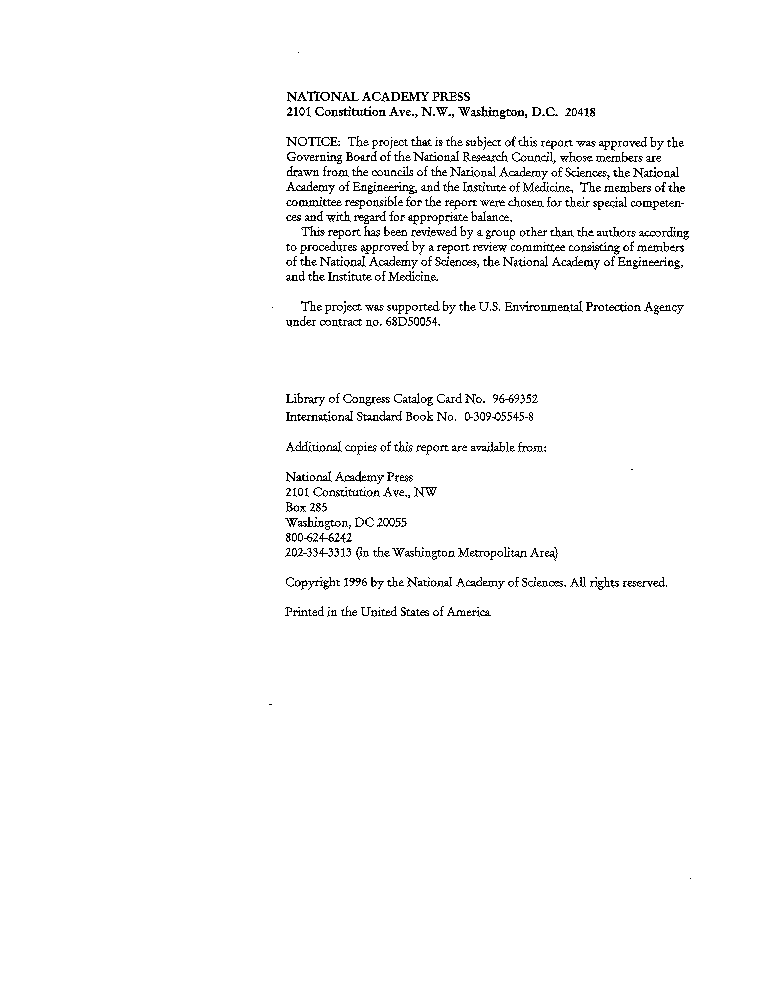 NATIONAL ACADEMY PRESS
2101 Constitution Ave., N.W., Washington, D.C. 20418
NOTICE: The project that is the subject of this report was approved by the
Governing Board of the National Research Council, whose members are
drawn from the councils of the National Academy of Sciences, the National
Academy of Engineering, and the Institute of Medicine. The members of the
committee responsible for the report were chosen for their special competen-
ces and with regard for appropriate balance.
This report has been reviewed by a group other than the authors according
to procedures approved by a report review committee consisting of members
of the National Academy of Sciences, the National Academy of Engineering,
and the Institute of Medicine.
The project was supported by the U.S. Environmental Protection Agency
under contract no. 68D50054.
Library of Congress Catalog Card No. 96-69352
International Standard Book No. 0-309-05545-8
Additional copies of this report are available from:
National Academy Press
2101 Constitution Ave., NW
Box 285
Washington, DC 20055
800-624-6242
202-334-3313 (in the Washington Metropolitan Area)
Copyright 1996 by the National Academy of Sciences. All rights reserved.
Printed in the United States of America